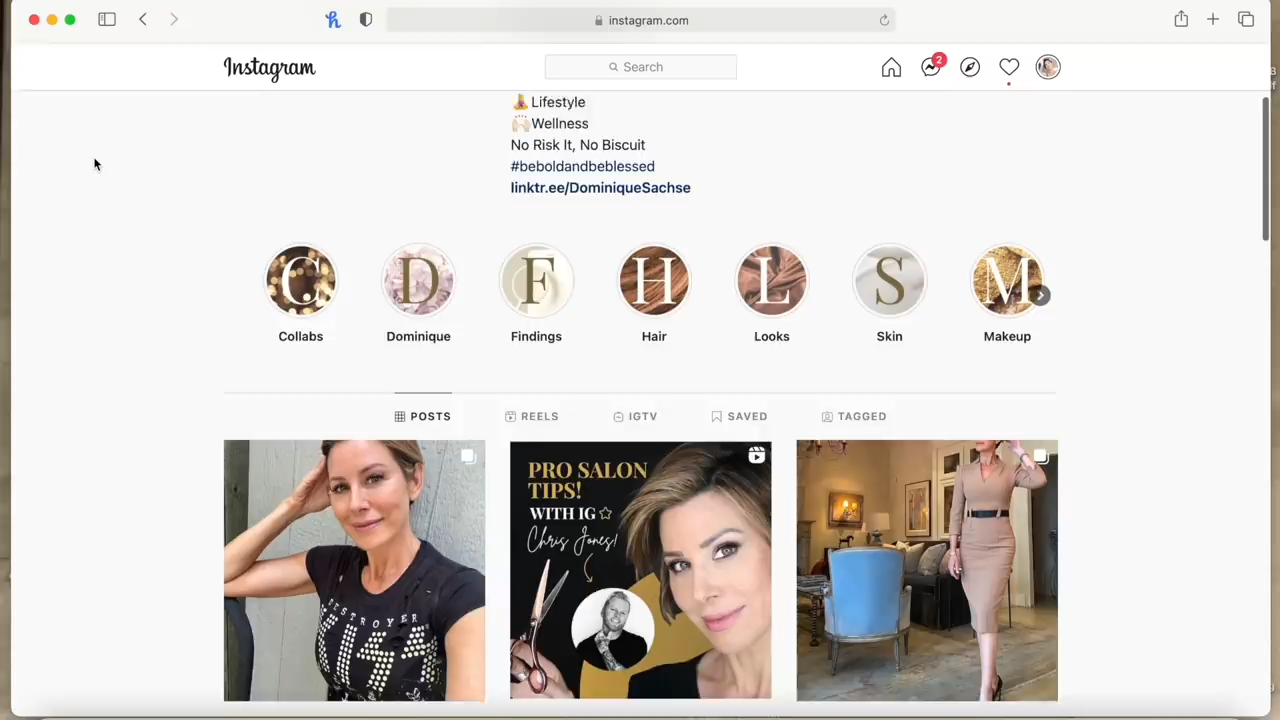 instagram.com
Instagram
Search
2
Lifestyle
Wellness
No Risk It, No Biscuit
#beboldandbeblessed
linktr.ee/DominiqueSachse
C
D
F
H
L
S
M
Collabs
Dominique
Findings
Hair
Looks
Skin
Makeup
POSTS
REELS
IGTV
SAVED
TAGGED
DESTROYER
PRO SALON
TIPS!
WITH IG
Chris Jones!